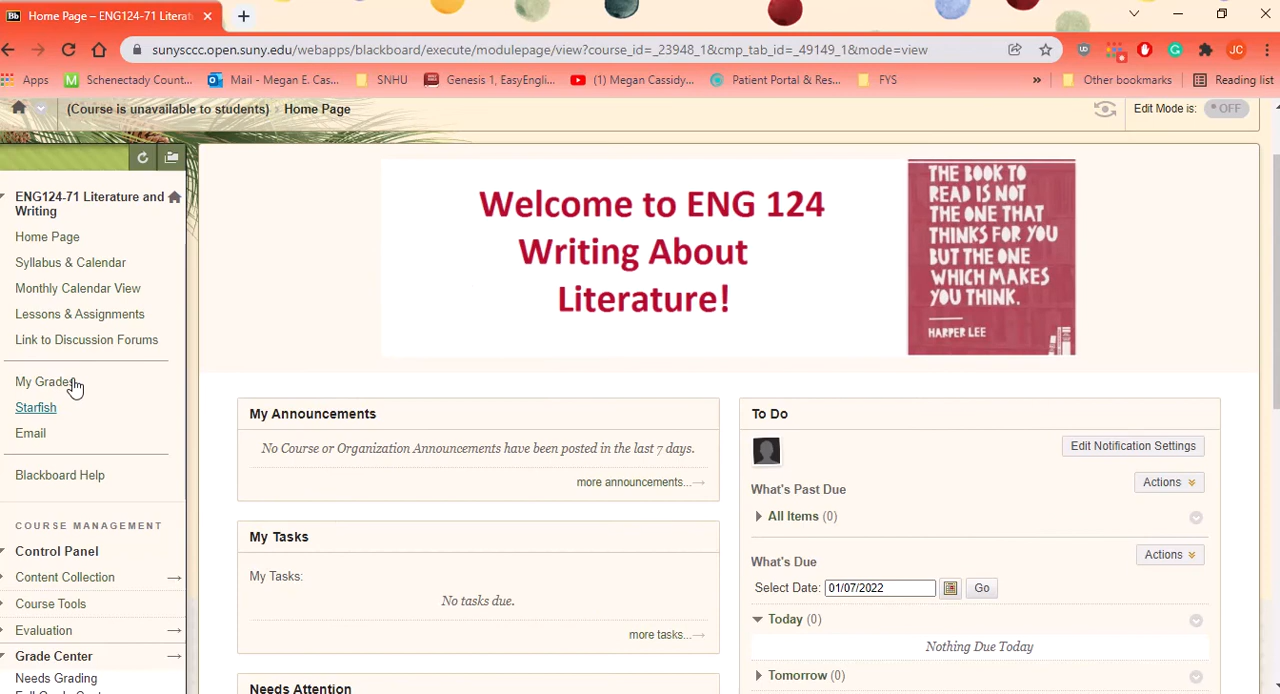 Bb Home Page – ENG124-71 Literat
sunysccc.open.suny.edu/webapps/blackboard/execute/modulepage/view?course_id=_23948_1&cmp_tab_id=_49149_1&mode=view
JC
Apps Schenectady Count... Mail - Megan E. Cas... SNHU Genesis 1, EasyEngli... (1) Megan Cassidy... Patient Portal & Res... FYS » Other bookmarks Reading list
(Course is unavailable to students) Home Page
Edit Mode is: OFF
ENG124-71 Literature and
Writing
Home Page
Syllabus & Calendar
Monthly Calendar View
Lessons & Assignments
Link to Discussion Forums
My Grades
Starfish
Email
Blackboard Help
COURSE MANAGEMENT
Control Panel
Content Collection
Course Tools
Evaluation
Grade Center
Needs Grading
Welcome to ENG 124
Writing About
Literature!
THE BOOK TO
READ IS NOT
THE ONE THAT
THINKS FOR YOU
BUT THE ONE
WHICH MAKES
YOU THINK.
HARPER LEE
My Announcements
No Course or Organization Announcements have been posted in the last 7 days.
more announcements...→
My Tasks
My Tasks:
No tasks due.
more tasks...→
Needs Attention
To Do
Edit Notification Settings
What's Past Due
Actions
All Items (0)
What's Due
Actions
Select Date: 01/07/2022 Go
Today (0)
Nothing Due Today
Tomorrow (0)